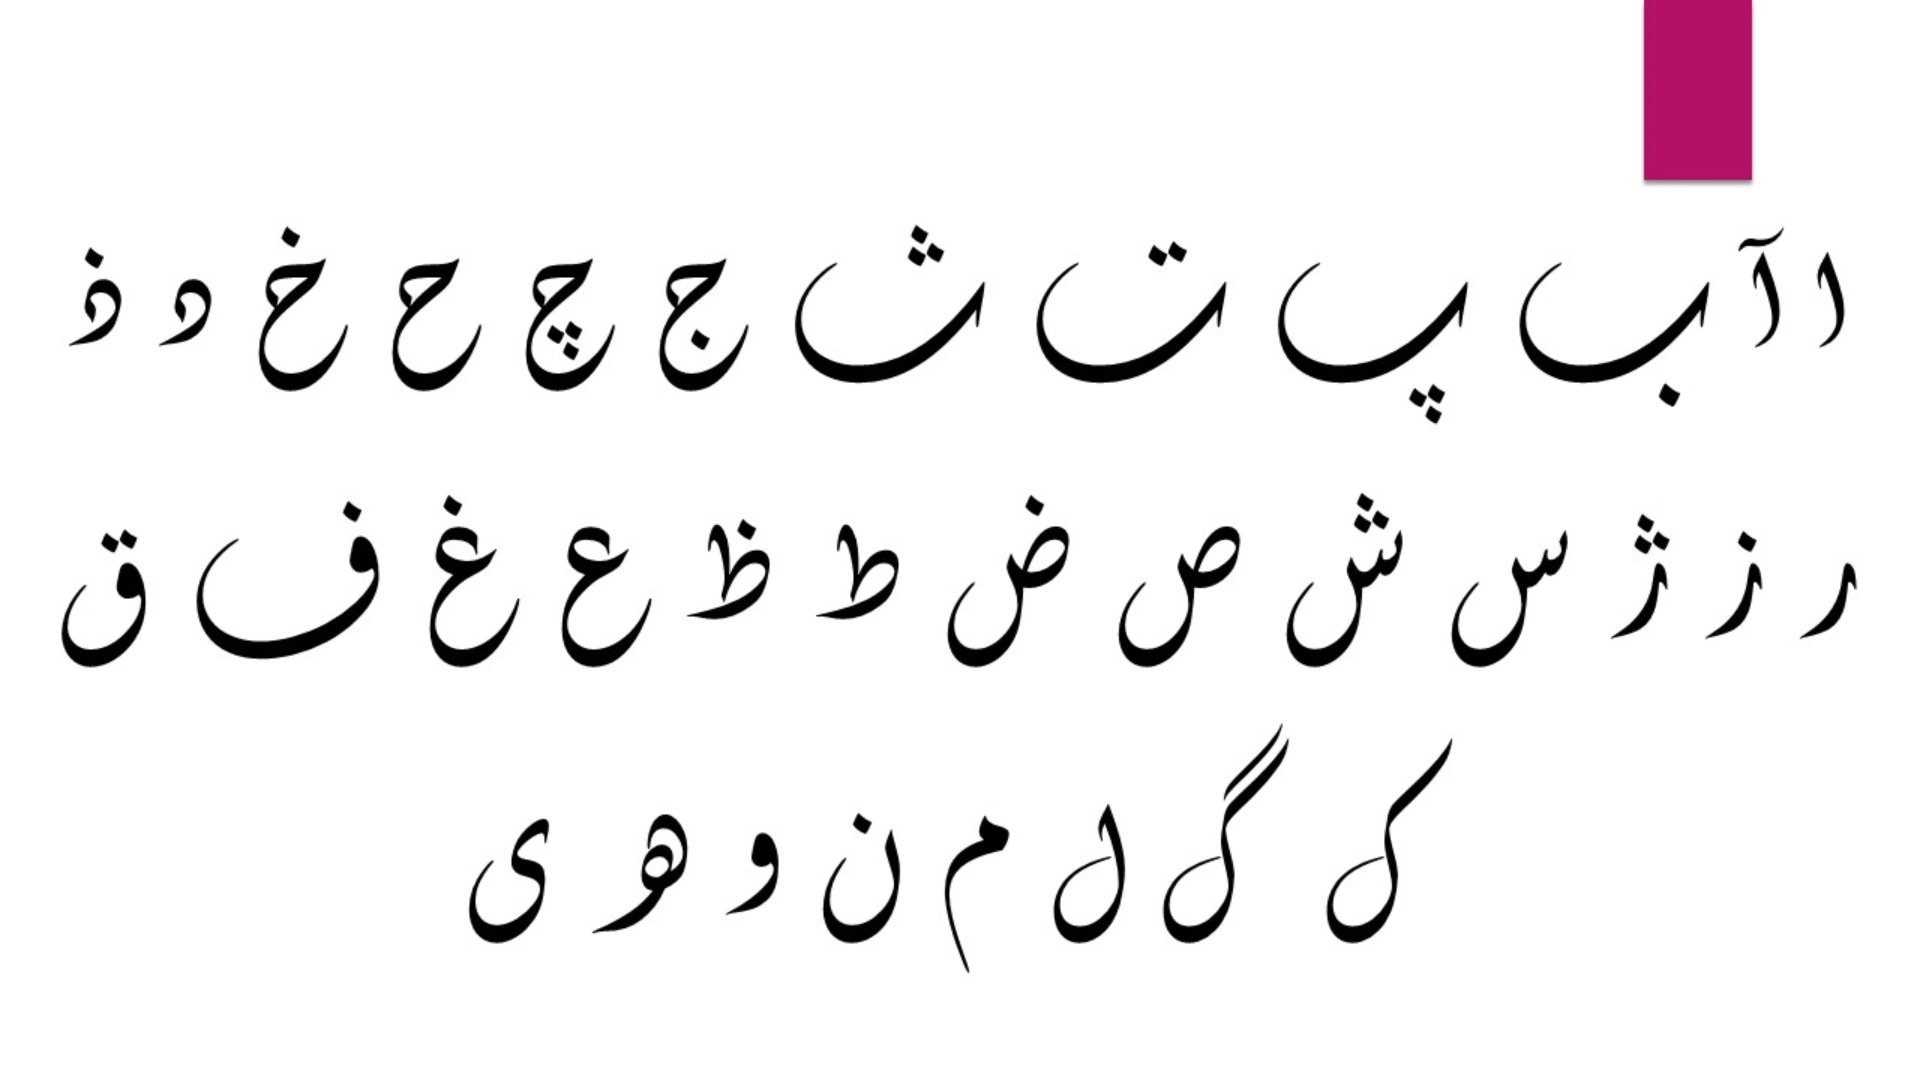 ا آ ب پ ت ث ج چ ح خ د ذ
ر ز ژ س ش ص ض ط ظ ع غ ف ق
ک گ ل م ن و ه ی